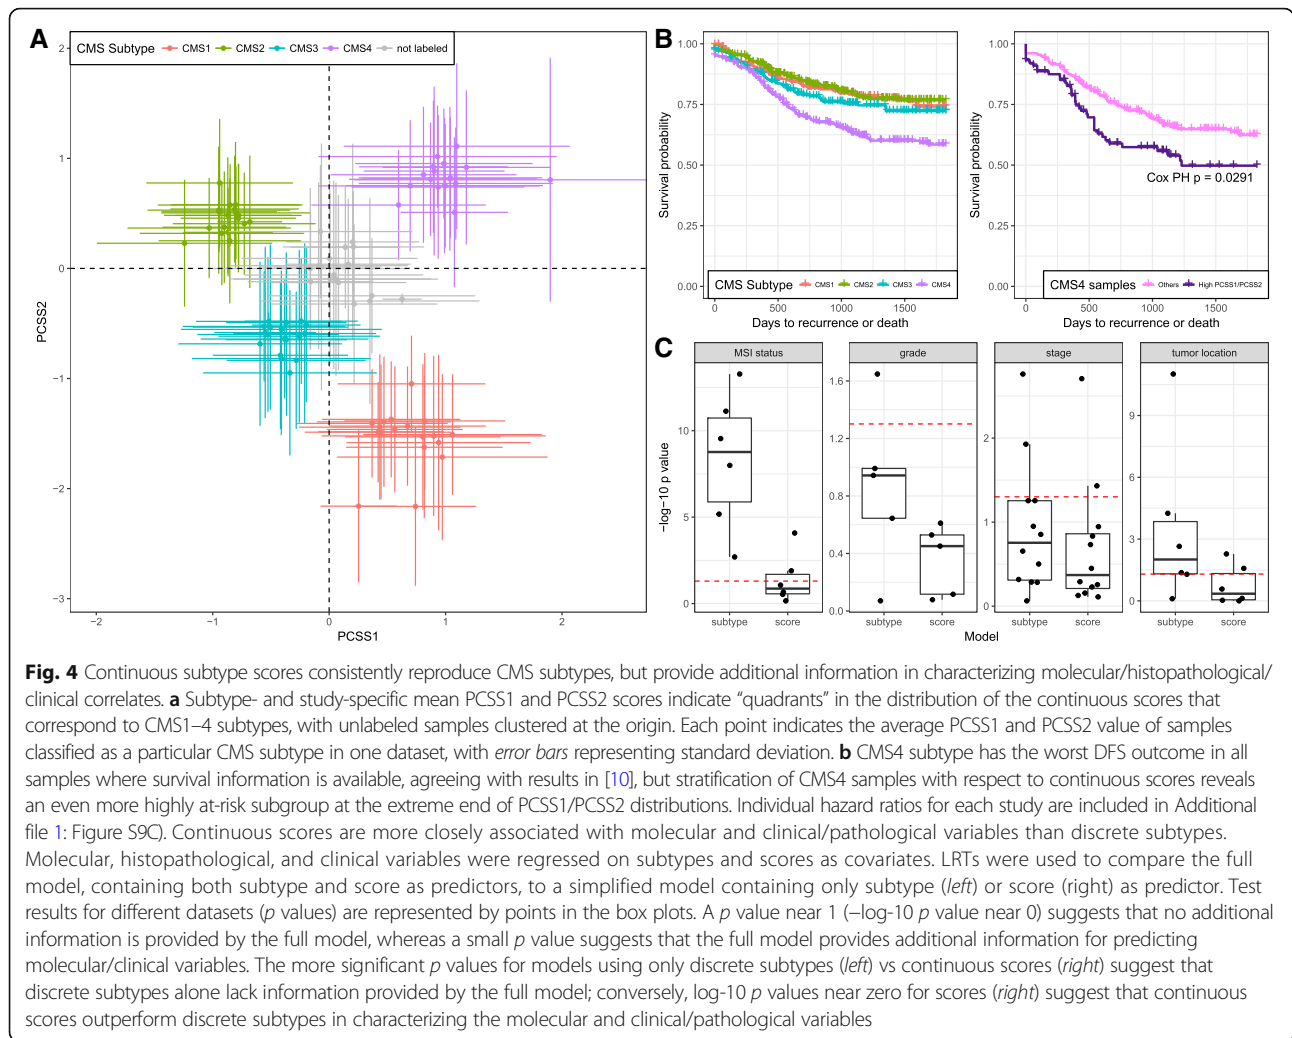 A
CMS Subtype CMS1 CMS2 CMS3 CMS4 not labeled
2
1
0
−1
−2
−3
PCSS2
−2 −1 0 1 2
PCSS1
B
1.00
0.75
0.50
0.25
0.00
Survival probability
CMS Subtype CMS1 CMS2 CMS3 CMS4
0 500 1000 1500
Days to recurrence or death
1.00
0.75
0.50
0.25
0.00
Survival probability
Cox PH p = 0.0291
CMS4 samples Others High PCSS1/PCSS2
0 500 1000 1500
Days to recurrence or death
C
MSI status grade stage tumor location
−log−10 p value
10
5
0
1.6
1.2
0.8
0.4
0.0
2
1
0
9
6
3
0
subtype score subtype score subtype score subtype score
Model
Fig. 4 Continuous subtype scores consistently reproduce CMS subtypes, but provide additional information in characterizing molecular/histopathological/
clinical correlates. a Subtype- and study-specific mean PCSS1 and PCSS2 scores indicate “quadrants” in the distribution of the continuous scores that
correspond to CMS1–4 subtypes, with unlabeled samples clustered at the origin. Each point indicates the average PCSS1 and PCSS2 value of samples
classified as a particular CMS subtype in one dataset, with error bars representing standard deviation. b CMS4 subtype has the worst DFS outcome in all
samples where survival information is available, agreeing with results in [10], but stratification of CMS4 samples with respect to continuous scores reveals
an even more highly at-risk subgroup at the extreme end of PCSS1/PCSS2 distributions. Individual hazard ratios for each study are included in Additional
file 1: Figure S9C). Continuous scores are more closely associated with molecular and clinical/pathological variables than discrete subtypes.
Molecular, histopathological, and clinical variables were regressed on subtypes and scores as covariates. LRTs were used to compare the full
model, containing both subtype and score as predictors, to a simplified model containing only subtype (left) or score (right) as predictor. Test
results for different datasets (p values) are represented by points in the box plots. A p value near 1 (−log-10 p value near 0) suggests that no additional
information is provided by the full model, whereas a small p value suggests that the full model provides additional information for predicting
molecular/clinical variables. The more significant p values for models using only discrete subtypes (left) vs continuous scores (right) suggest that
discrete subtypes alone lack information provided by the full model; conversely, log-10 p values near zero for scores (right) suggest that continuous
scores outperform discrete subtypes in characterizing the molecular and clinical/pathological variables